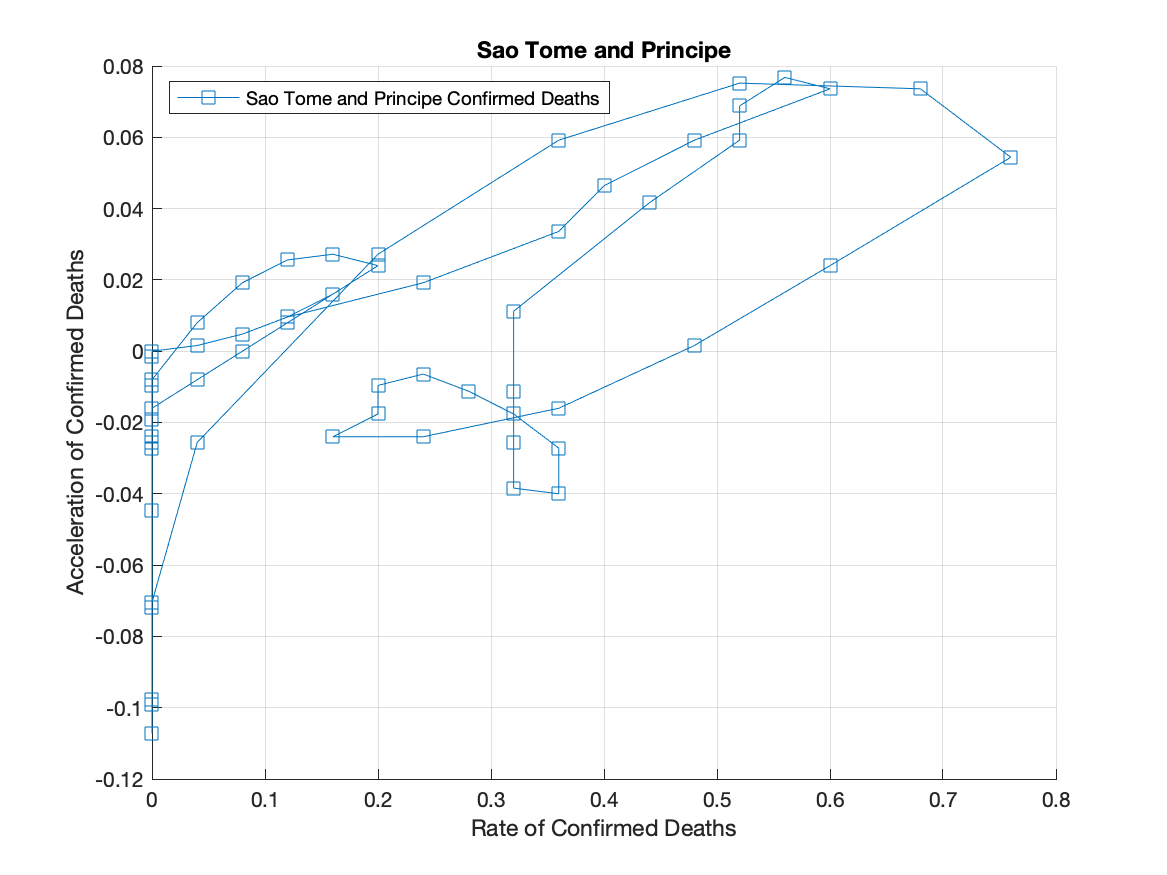 Sao Tome and Principe
Sao Tome and Principe Confirmed Deaths
Acceleration of Confirmed Deaths
0.08
0.06
0.04
0.02
0
-0.02
-0.04
-0.06
-0.08
-0.1
-0.12
0 0.1 0.2 0.3 0.4 0.5 0.6 0.7 0.8
Rate of Confirmed Deaths